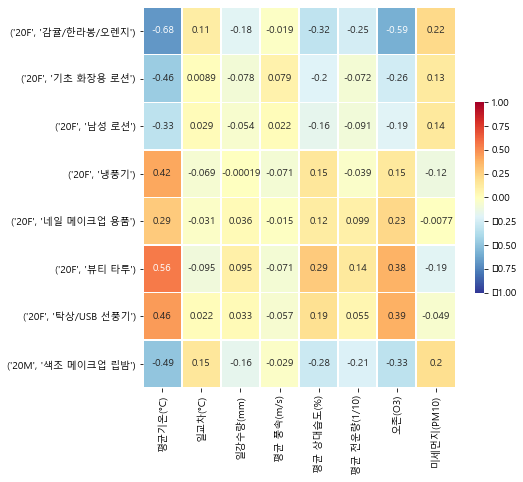 ('20F', '감귤/한라봉/오렌지') -0.68 0.11 -0.18 -0.019 -0.32 -0.25 -0.59 0.22
('20F', '기초 화장용 로션') -0.46 0.0089 -0.078 0.079 -0.2 -0.072 -0.26 0.13
('20F', '남성 로션') -0.33 0.029 -0.054 0.022 -0.16 -0.091 -0.19 0.14
('20F', '냉풍기') 0.42 -0.069 -0.00019 -0.071 0.15 -0.039 0.15 -0.12
('20F', '네일 메이크업 용품') 0.29 -0.031 0.036 -0.015 0.12 0.099 0.23 -0.0077
('20F', '뷰티 타투') 0.56 -0.095 0.095 -0.071 0.29 0.14 0.38 -0.19
('20F', '탁상/USB 선풍기') 0.46 0.022 0.033 -0.057 0.19 0.055 0.39 -0.049
('20M', '색조 메이크업 립밤') -0.49 0.15 -0.16 -0.029 -0.28 -0.21 -0.33 0.2
평균기온(°C)
일교차(°C)
일강수량(mm)
평균 풍속(m/s)
평균 상대습도(%)
평균 전운량(1/10)
오존(O3)
미세먼지(PM10)
1.00
0.75
0.50
0.25
0.00
▯0.25
▯0.50
▯0.75
▯1.00